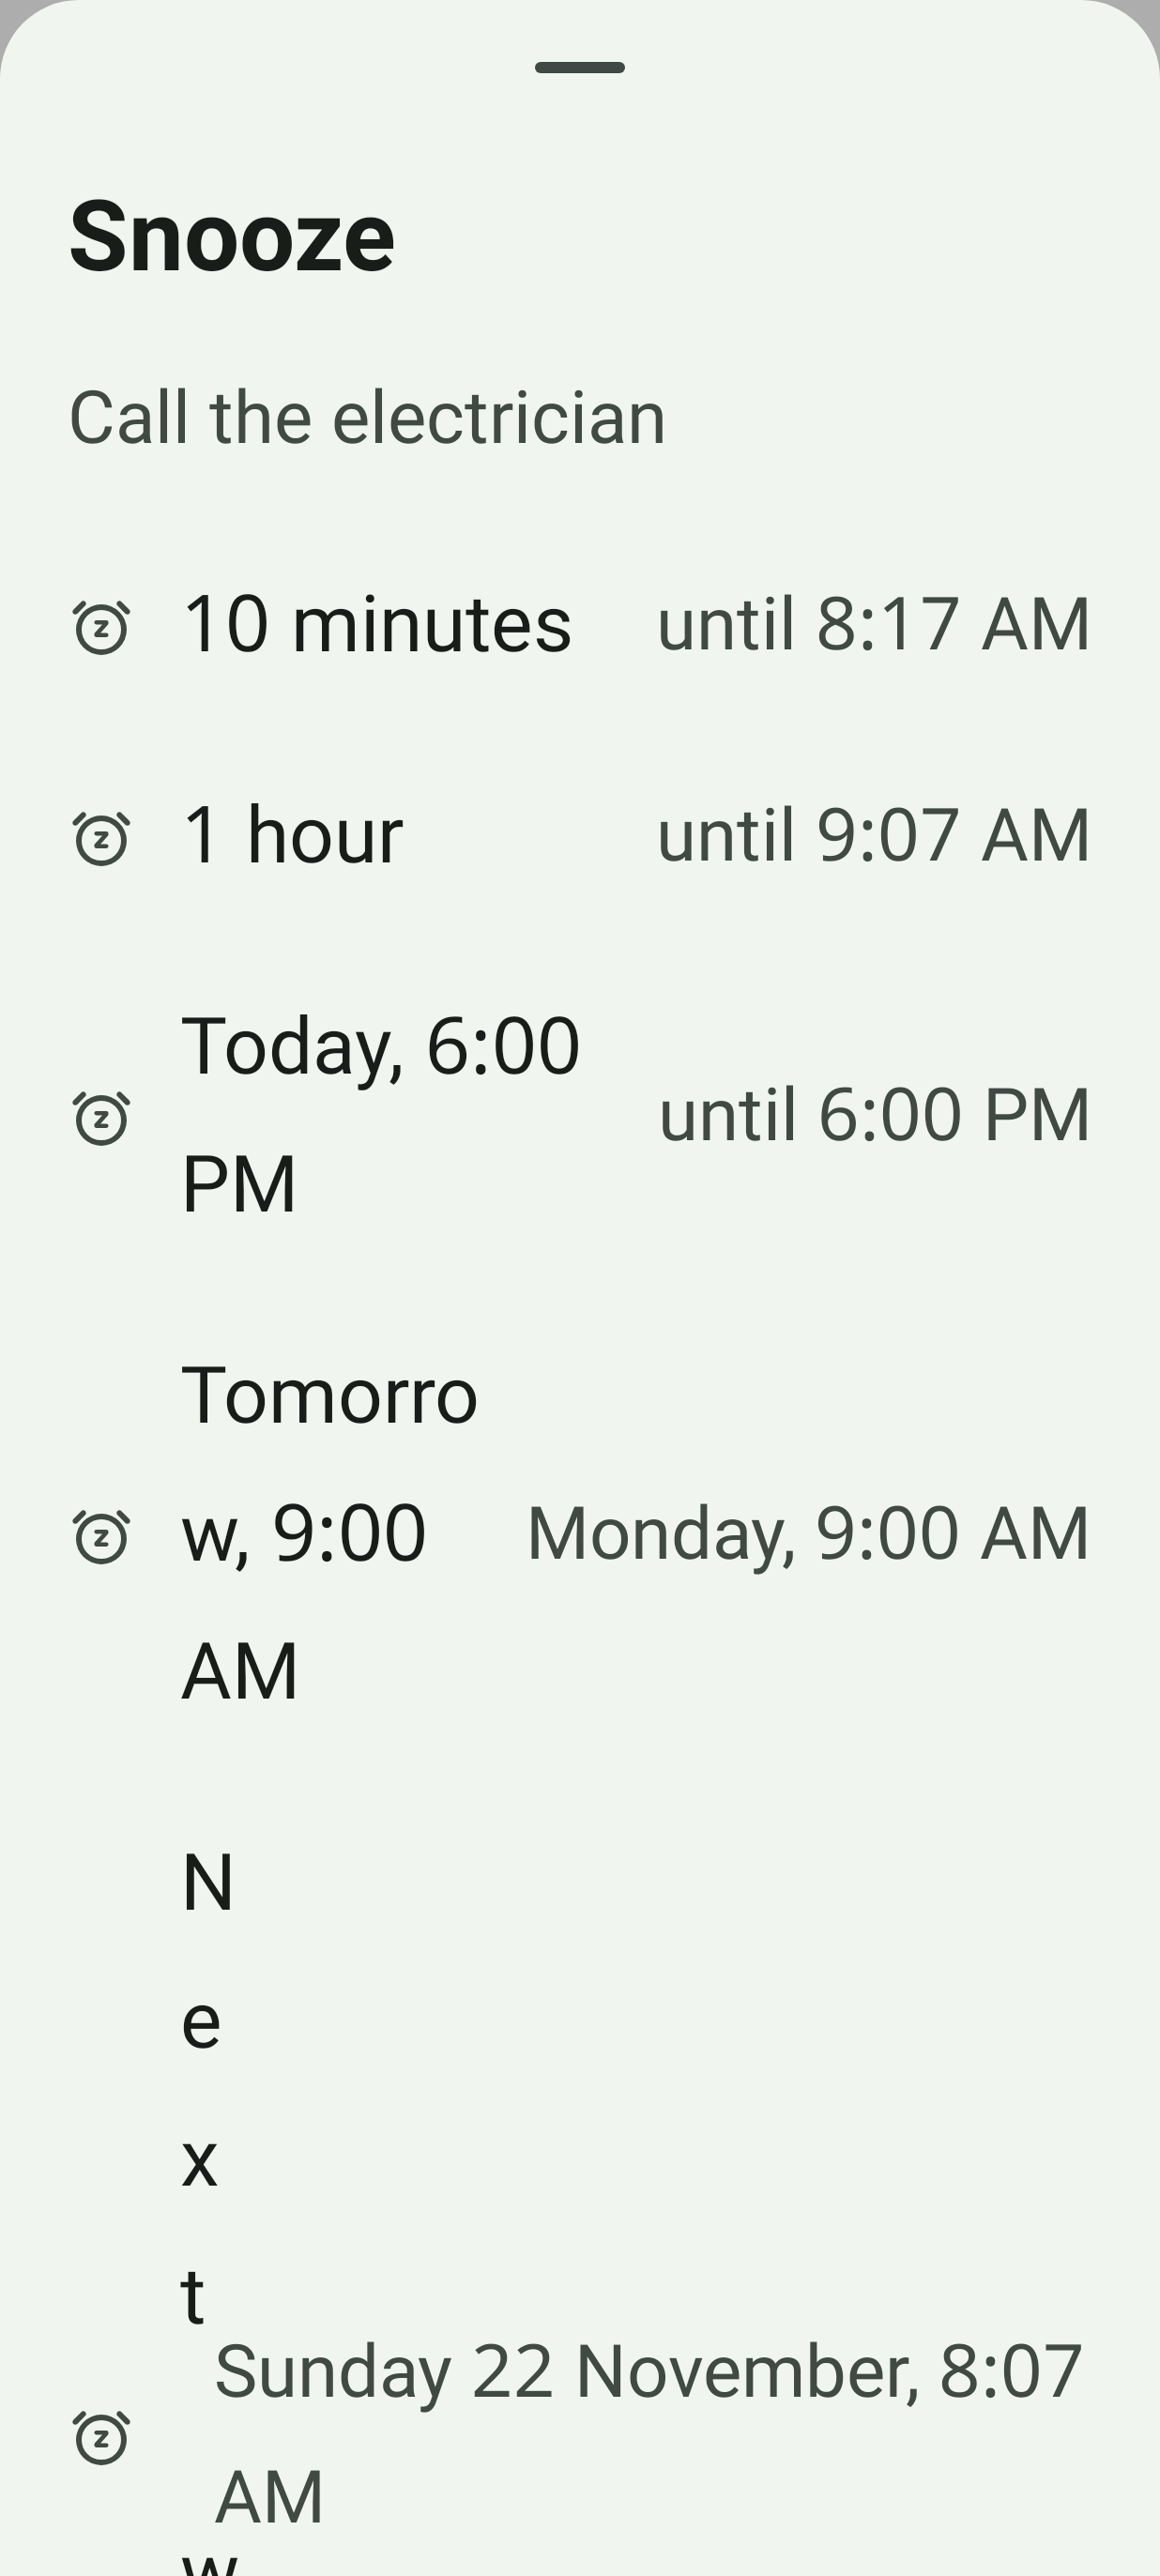 Snooze
Call the electrician
10 minutes until 8:17 AM
1 hour until 9:07 AM
Today, 6:00
PM
until 6:00 PM
Tomorro
w, 9:00
AM
Monday, 9:00 AM
N
e
x
t
w
Sunday 22 November, 8:07
AM